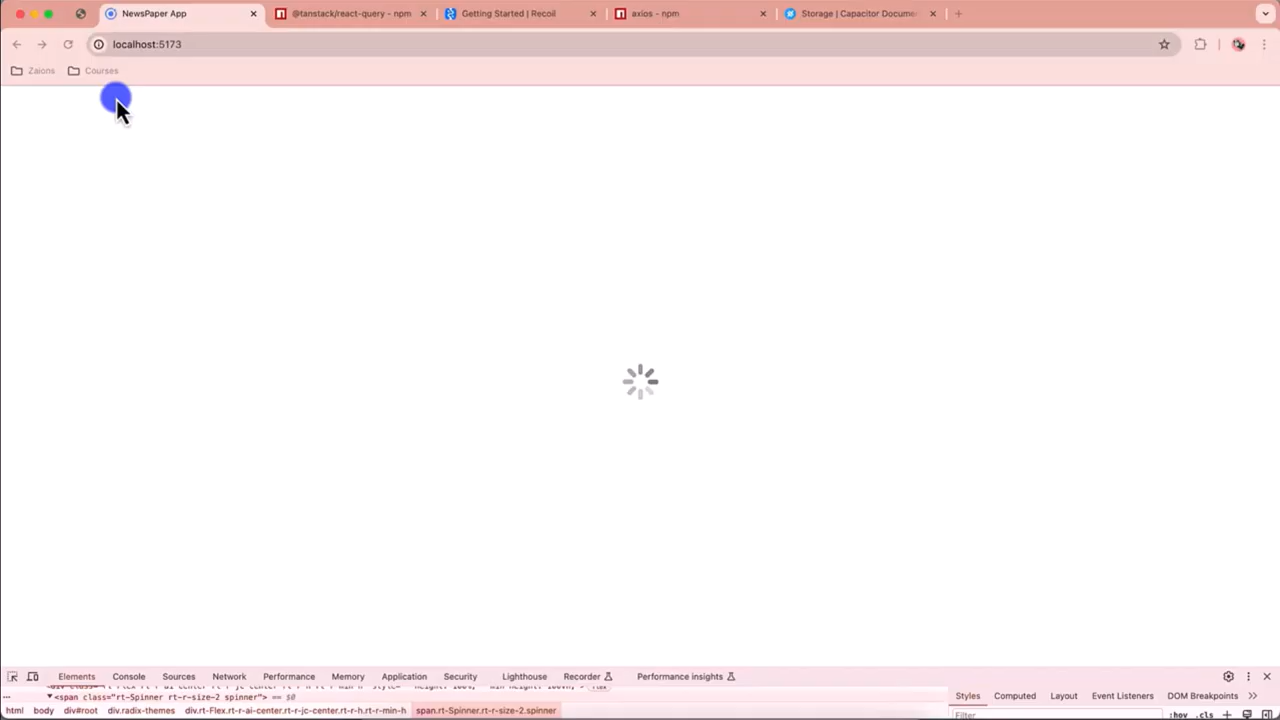 NewsPaper App
@tanstack/react-query - npm
Getting Started | Recoil
axios - npm
Storage | Capacitor Docume
localhost:5173
Zaions
Courses
Elements
Console
Sources
Network
Performance
Memory
Application
Security
Lighthouse
Recorder
Performance insights
<span class="rt-Spinner rt-r-size-2 spinner"> == $0
html
body
div#root
div.radix-themes
div.rt-Flex.rt-r-ai-center.rt-r-jc-center.rt-r-h.rt-r-min-h
span.rt-Spinner.rt-r-size-2.spinner
Styles
Computed
Layout
Event Listeners
DOM Breakpoints
Filter
:hov
.cls